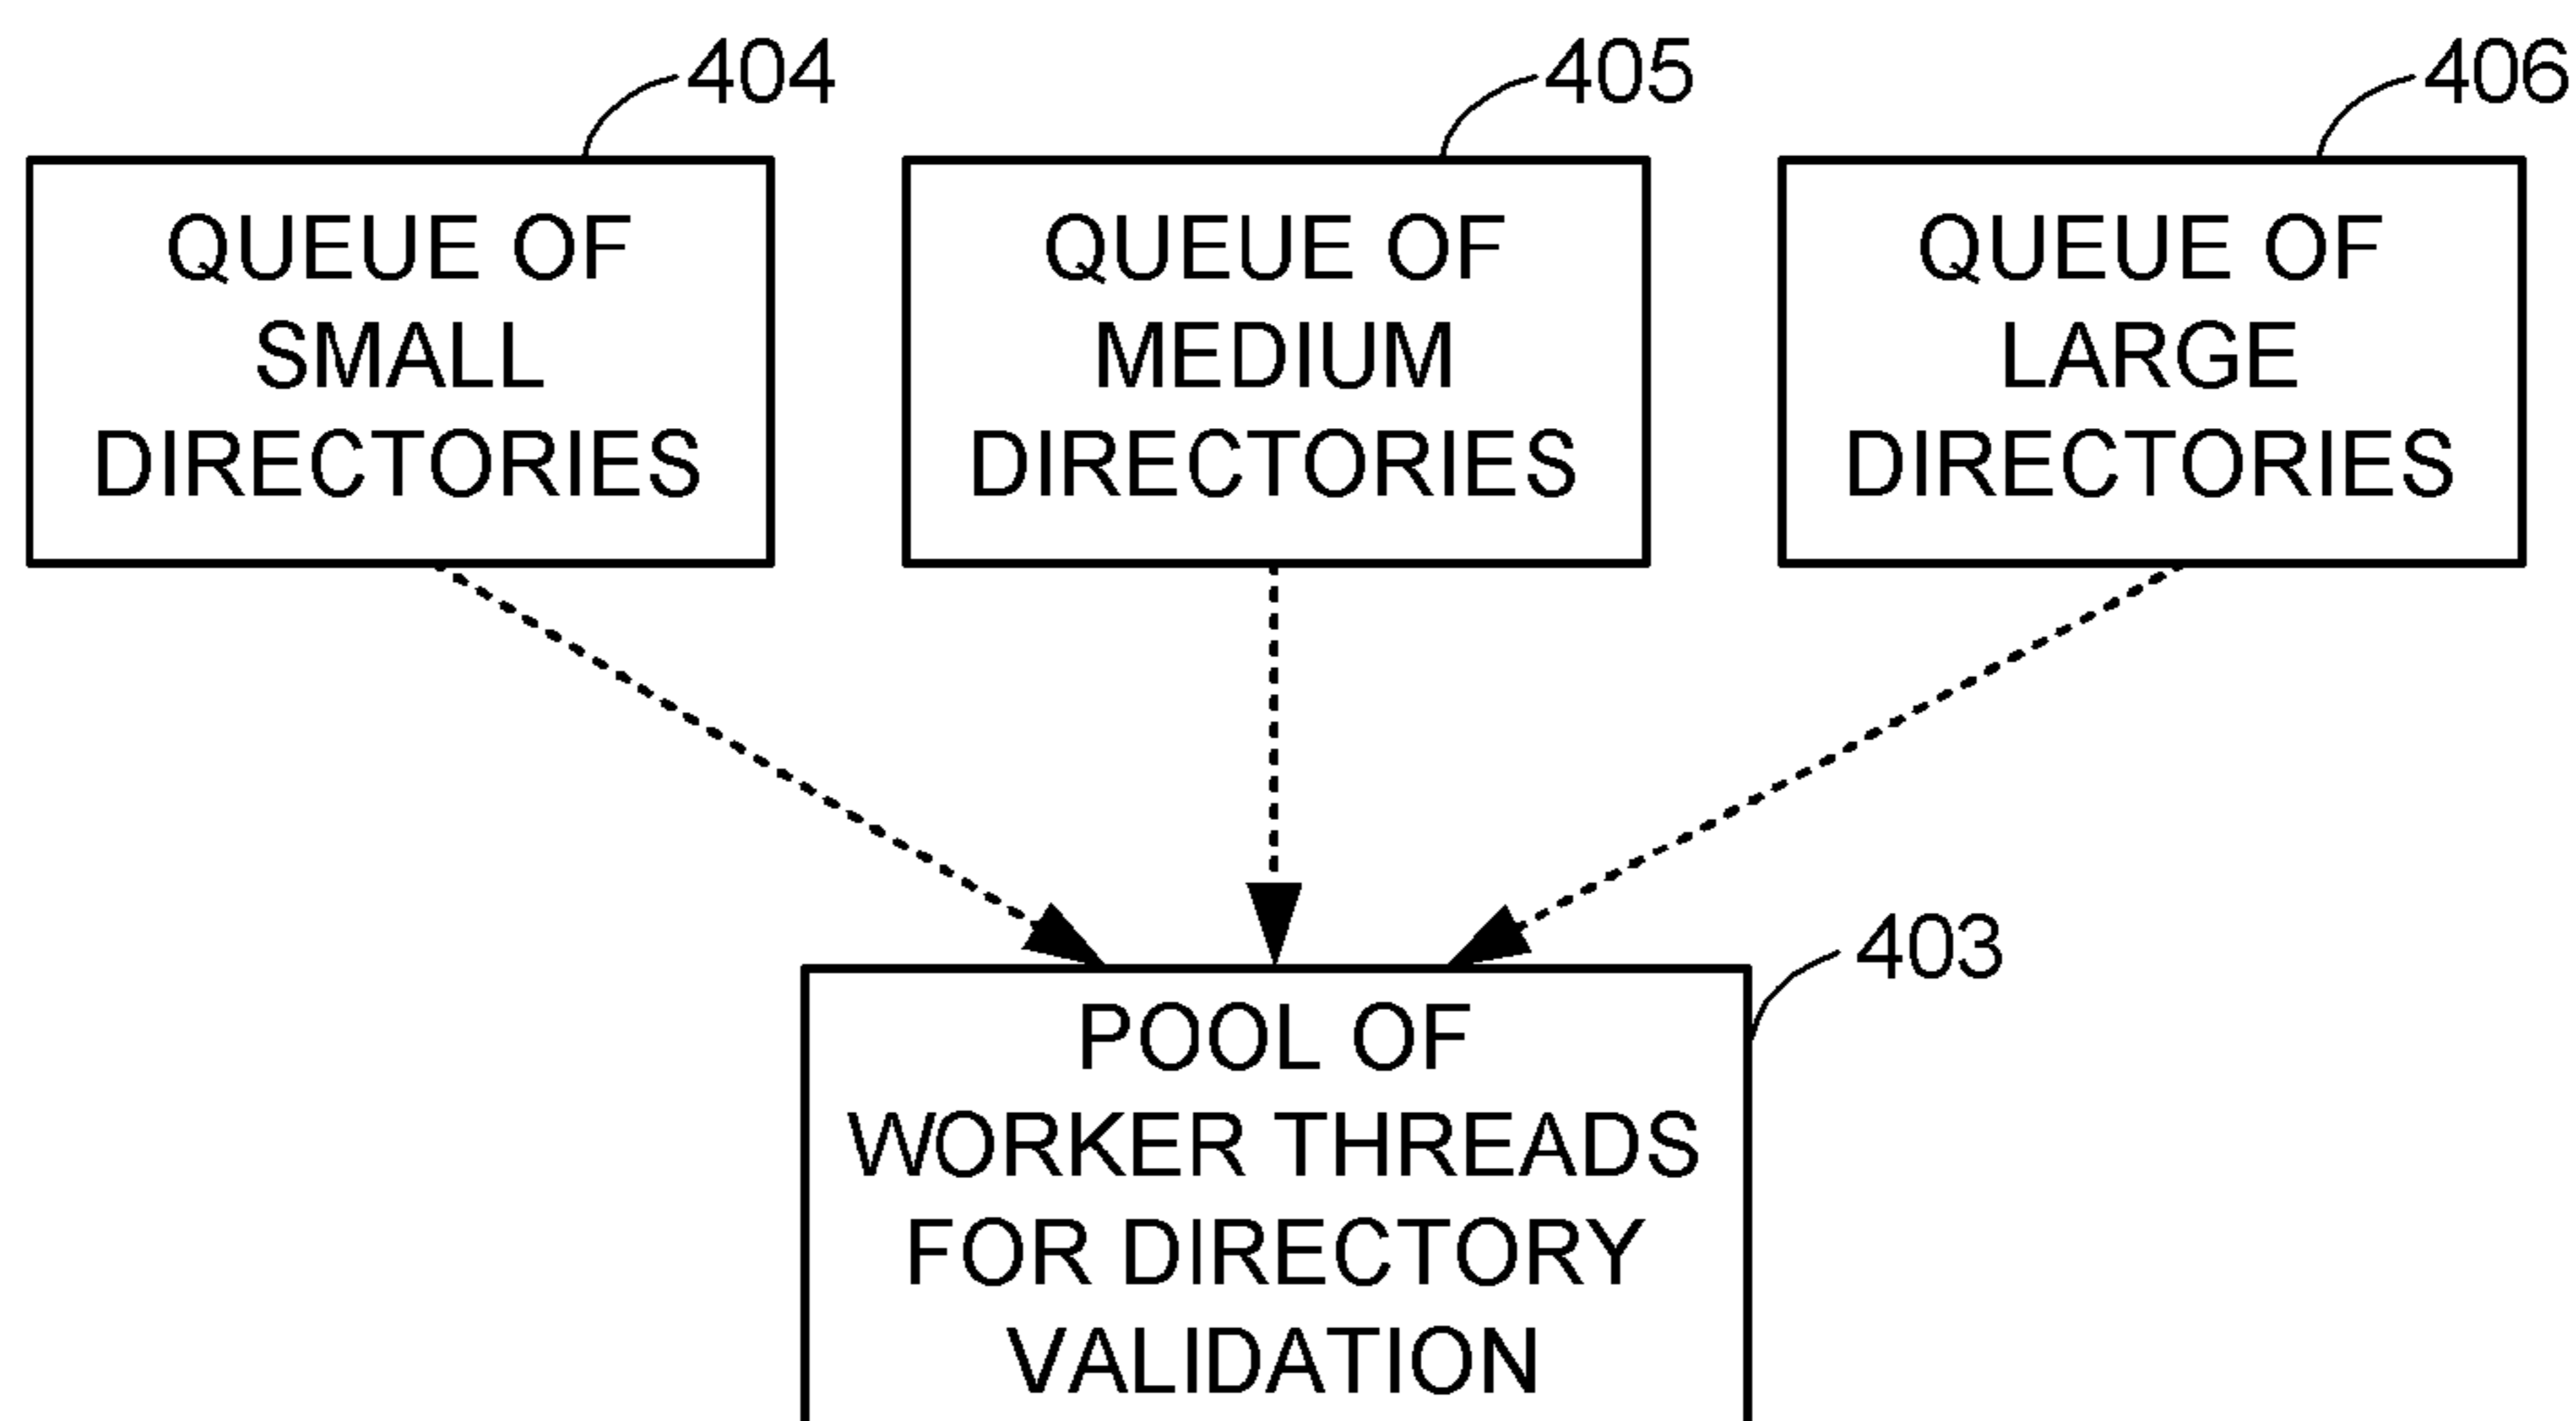 404
405
406
QUEUE OF
SMALL
DIRECTORIES
QUEUE OF
MEDIUM
DIRECTORIES
QUEUE OF
LARGE
DIRECTORIES
403
POOL OF
WORKER THREADS
FOR DIRECTORY
VALIDATION